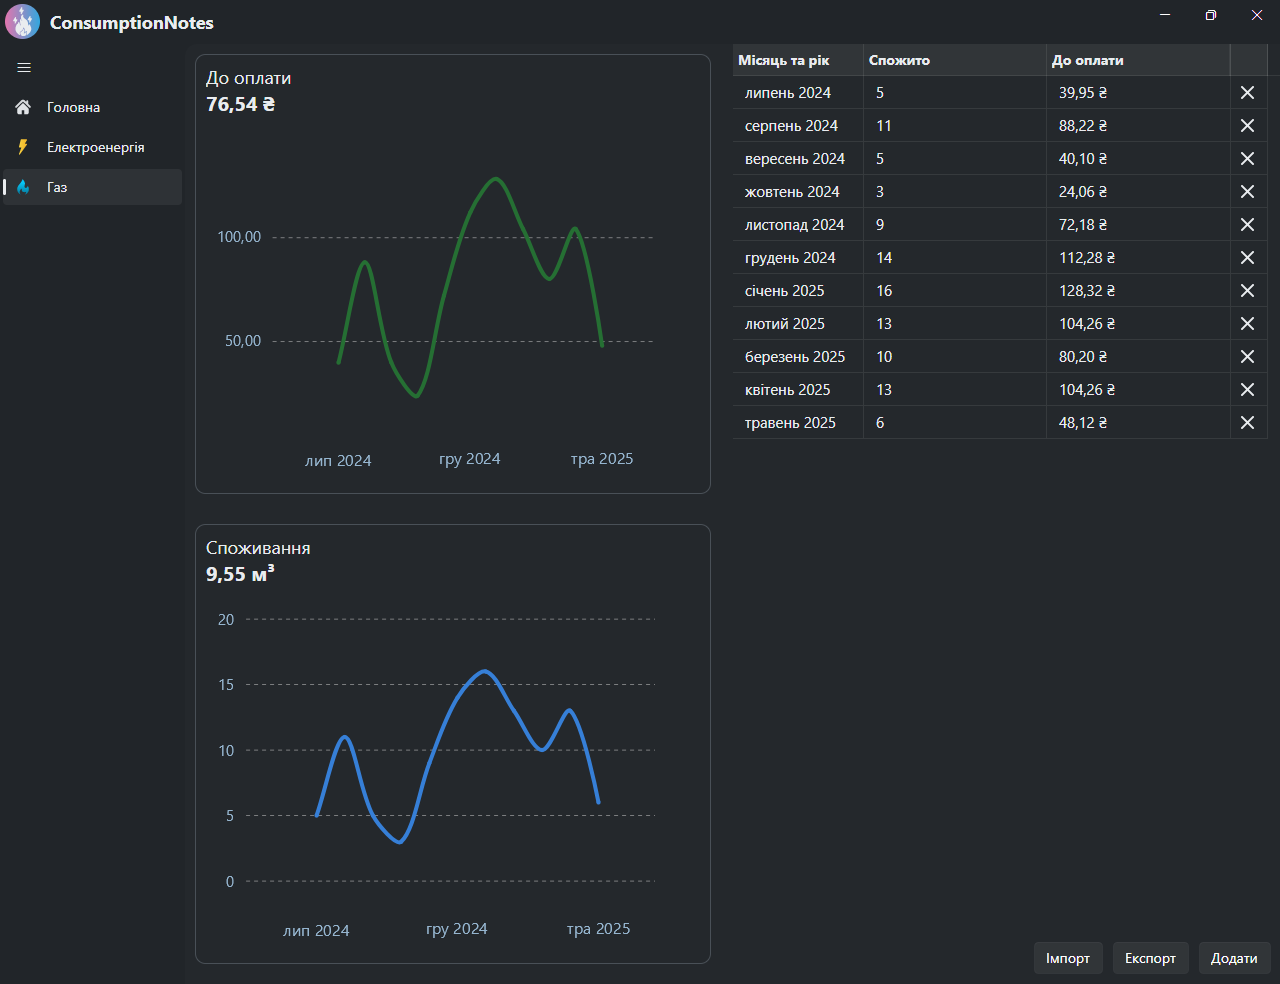 ConsumptionNotes
Головна
Електроенергія
Газ
До оплати
76,54 ₴
100,00
50,00
лип 2024
гру 2024
тра 2025
Споживання
9,55 м³
20
15
10
5
0
лип 2024
гру 2024
тра 2025
Місяць та рік Спожито До оплати
липень 2024 5 39,95 ₴
серпень 2024 11 88,22 ₴
вересень 2024 5 40,10 ₴
жовтень 2024 3 24,06 ₴
листопад 2024 9 72,18 ₴
грудень 2024 14 112,28 ₴
січень 2025 16 128,32 ₴
лютий 2025 13 104,26 ₴
березень 2025 10 80,20 ₴
квітень 2025 13 104,26 ₴
травень 2025 6 48,12 ₴
Імпорт Експорт Додати